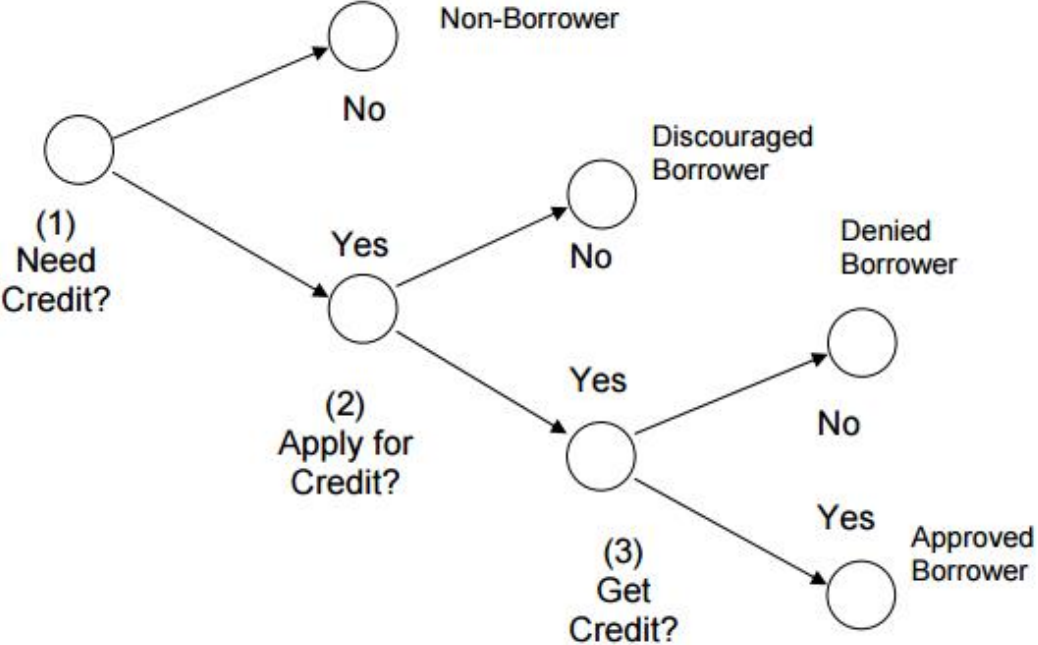 Non-Borrower
No
(1)
Need
Credit?
Discouraged
Borrower
Yes
No
(2)
Apply for
Credit?
Denied
Borrower
Yes
No
(3)
Get
Credit?
Yes
Approved
Borrower